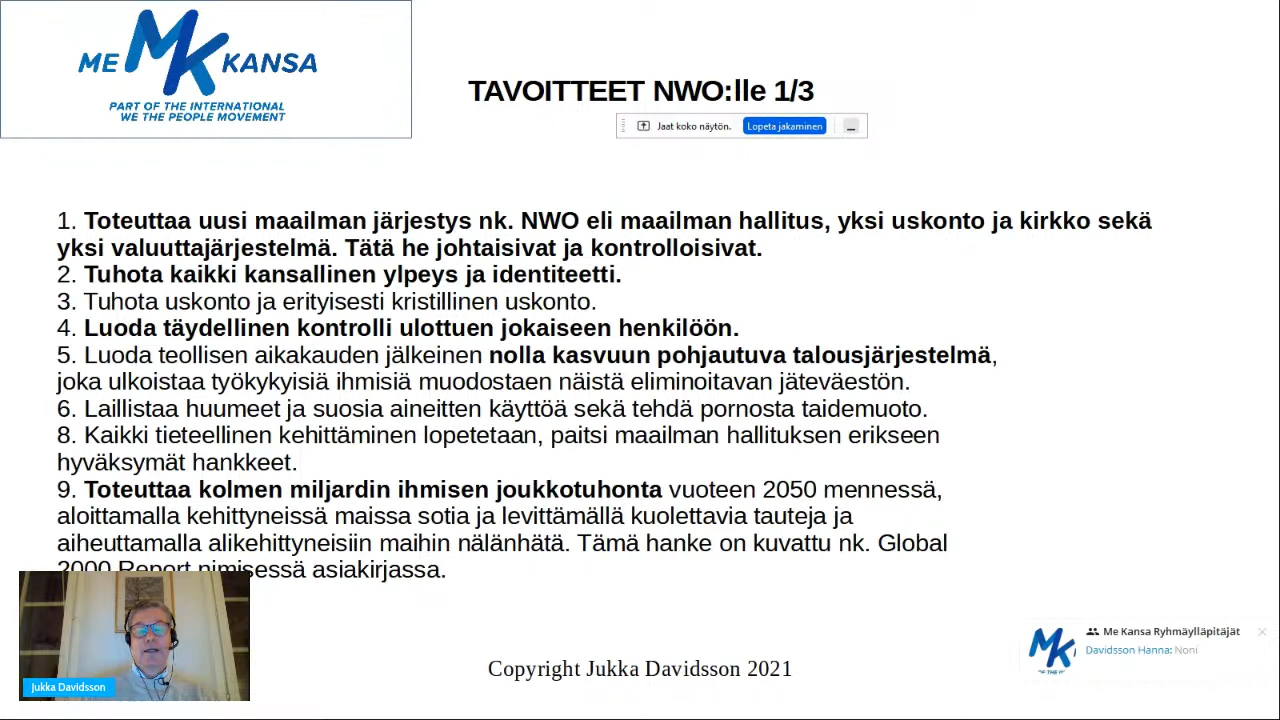 ME MK KANSA
PART OF THE INTERNATIONAL
WE THE PEOPLE MOVEMENT
TAVOITTEET NWO:lle 1/3
Jaat koko näytön. Lopeta jakaminen
1. Toteuttaa uusi maailman järjestys nk. NWO eli maailman hallitus, yksi uskonto ja kirkko sekä
yksi valuuttajärjestelmä. Tätä he johtaisivat ja kontrolloisivat.
2. Tuhota kaikki kansallinen ylpeys ja identiteetti.
3. Tuhota uskonto ja erityisesti kristillinen uskonto.
4. Luoda täydellinen kontrolli ulottuen jokaiseen henkilöön.
5. Luoda teollisen aikakauden jälkeinen nolla kasvuun pohjautuva talousjärjestelmä,
joka ulkoistaa työkykyisiä ihmisiä muodostaen näistä eliminoitavan jäteväestön.
6. Laillistaa huumeet ja suosia aineitten käyttöä sekä tehdä pornosta taidemuoto.
8. Kaikki tieteellinen kehittäminen lopetetaan, paitsi maailman hallituksen erikseen
hyväksymät hankkeet.
9. Toteuttaa kolmen miljardin ihmisen joukkotuhonta vuoteen 2050 mennessä,
aloittamalla kehittyneissä maissa sotia ja levittämällä kuolettavia tauteja ja
aiheuttamalla alikehittyneisiin maihin nälänhätä. Tämä hanke on kuvattu nk. Global
2000 Report nimisessä asiakirjassa.
Jukka Davidsson
Copyright Jukka Davidsson 2021
MK
Me Kansa Ryhmäylläpitäjät
Davidsson Hanna: Noni